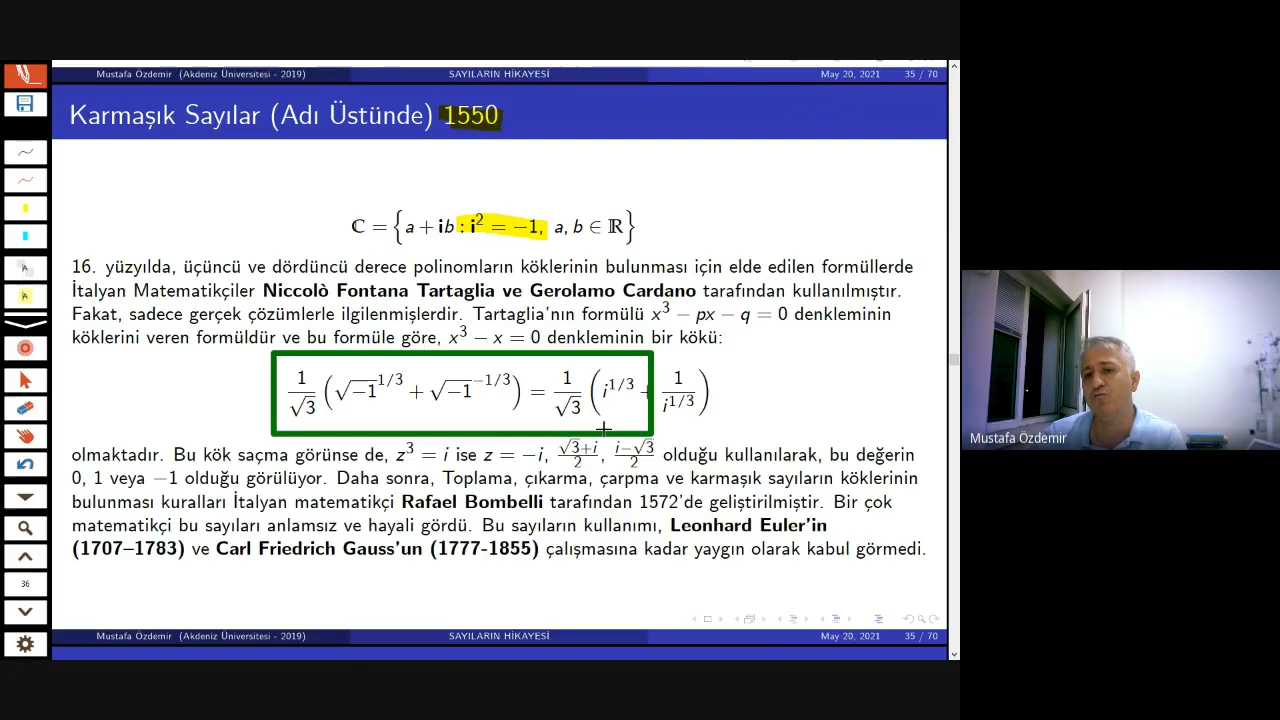 Mustafa Özdemir (Akdeniz Üniversitesi - 2019) SAYILARIN HİKAYESİ May 20, 2021 35 / 70
Karmaşık Sayılar (Adı Üstünde) 1550
ℂ = {a + ib : i² = −1, a, b ∈ ℝ}
16. yüzyılda, üçüncü ve dördüncü derece polinomların köklerinin bulunması için elde edilen formüllerde
İtalyan Matematikçiler Niccolò Fontana Tartaglia ve Gerolamo Cardano tarafından kullanılmıştır.
Fakat, sadece gerçek çözümlerle ilgilenmişlerdir. Tartaglia'nın formülü x³ − px − q = 0 denkleminin
köklerini veren formüldür ve bu formüle göre, x³ − x = 0 denkleminin bir kökü:
1/√3 (√−1^1/3 + √−1^−1/3) = 1/√3 (i^1/3 + 1/i^1/3)
olmaktadır. Bu kök saçma görünse de, z³ = i ise z = −i, (√3+i)/2, (i−√3)/2 olduğu kullanılarak, bu değerin
0, 1 veya −1 olduğu görülüyor. Daha sonra, Toplama, çıkarma, çarpma ve karmaşık sayıların köklerinin
bulunması kuralları İtalyan matematikçi Rafael Bombelli tarafından 1572'de geliştirilmiştir. Bir çok
matematikçi bu sayıları anlamsız ve hayali gördü. Bu sayıların kullanımı, Leonhard Euler'in
(1707–1783) ve Carl Friedrich Gauss'un (1777-1855) çalışmasına kadar yaygın olarak kabul görmedi.
Mustafa Özdemir (Akdeniz Üniversitesi - 2019) SAYILARIN HİKAYESİ May 20, 2021 35 / 70
36
Mustafa Özdemir